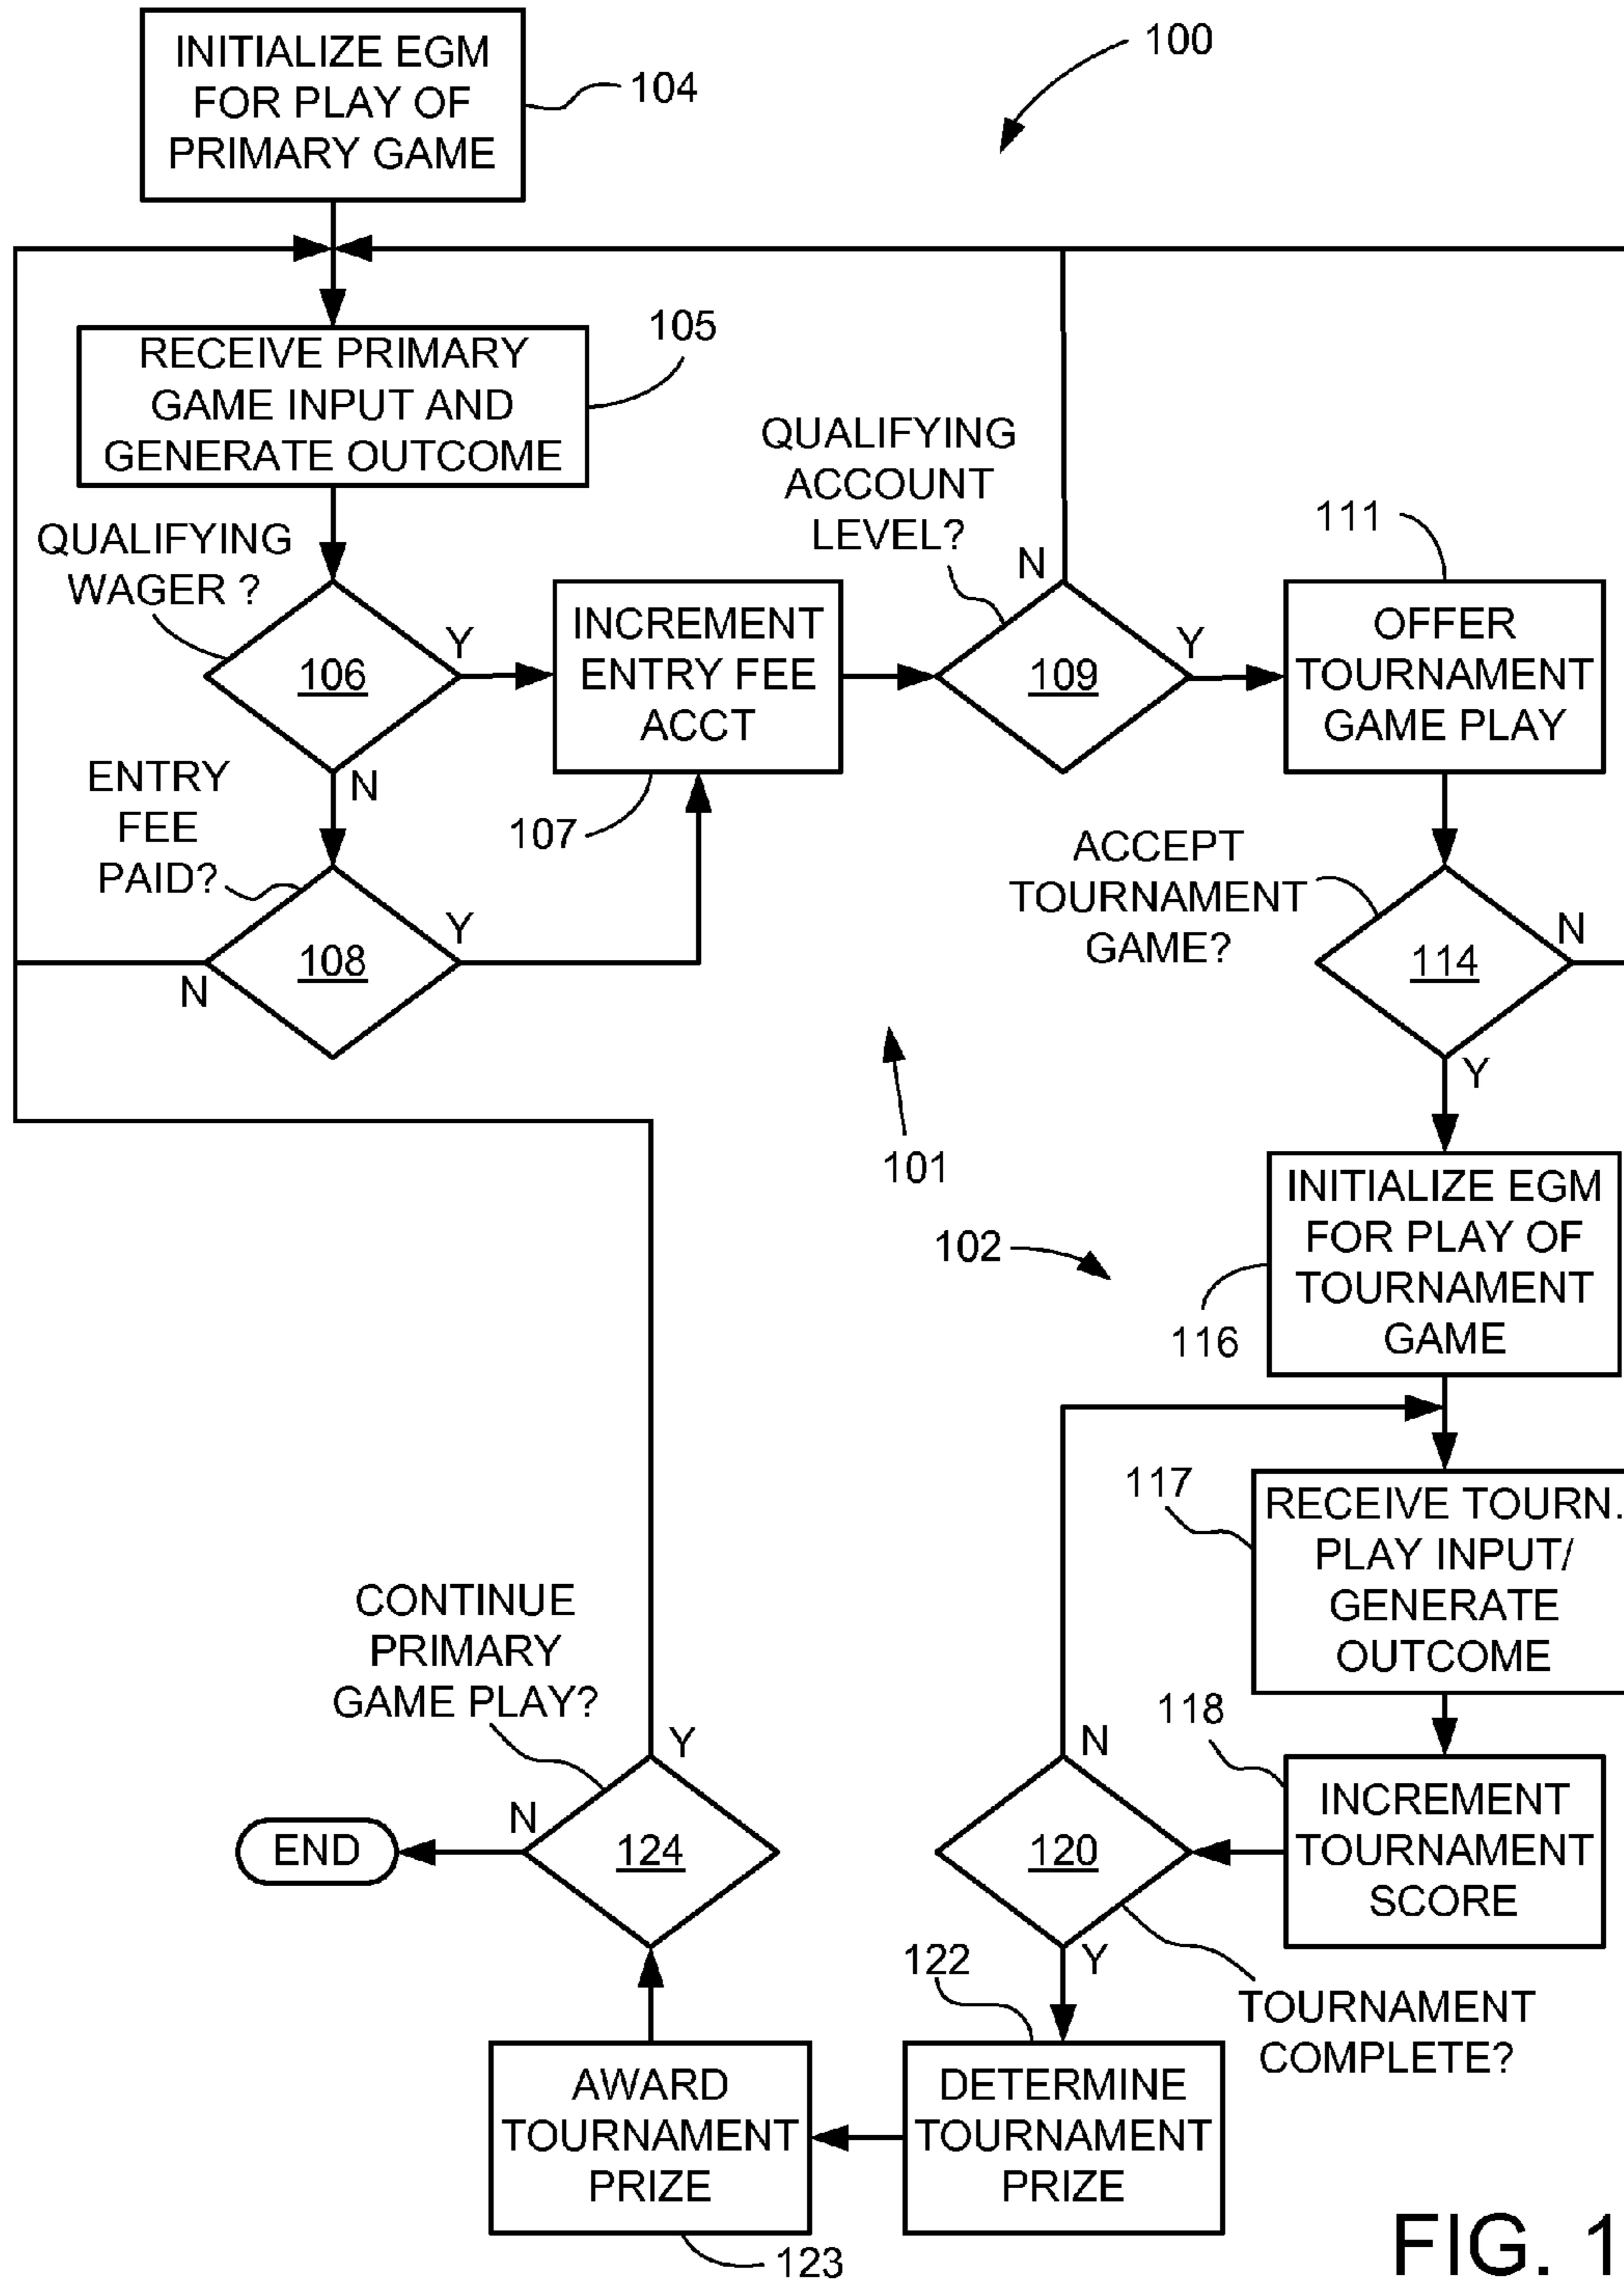 INITIALIZE EGM
FOR PLAY OF
PRIMARY GAME
104
100
RECEIVE PRIMARY
GAME INPUT AND
GENERATE OUTCOME
105
QUALIFYING
WAGER ?
106
Y
N
INCREMENT
ENTRY FEE
ACCT
107
ENTRY
FEE
PAID?
108
Y
N
QUALIFYING
ACCOUNT
LEVEL?
109
N
Y
111
OFFER
TOURNAMENT
GAME PLAY
ACCEPT
TOURNAMENT
GAME?
114
N
Y
101
102
INITIALIZE EGM
FOR PLAY OF
TOURNAMENT
GAME
116
117
RECEIVE TOURN.
PLAY INPUT/
GENERATE
OUTCOME
118
INCREMENT
TOURNAMENT
SCORE
120
N
Y
TOURNAMENT
COMPLETE?
122
DETERMINE
TOURNAMENT
PRIZE
AWARD
TOURNAMENT
PRIZE
123
CONTINUE
PRIMARY
GAME PLAY?
124
Y
N
END
FIG. 1